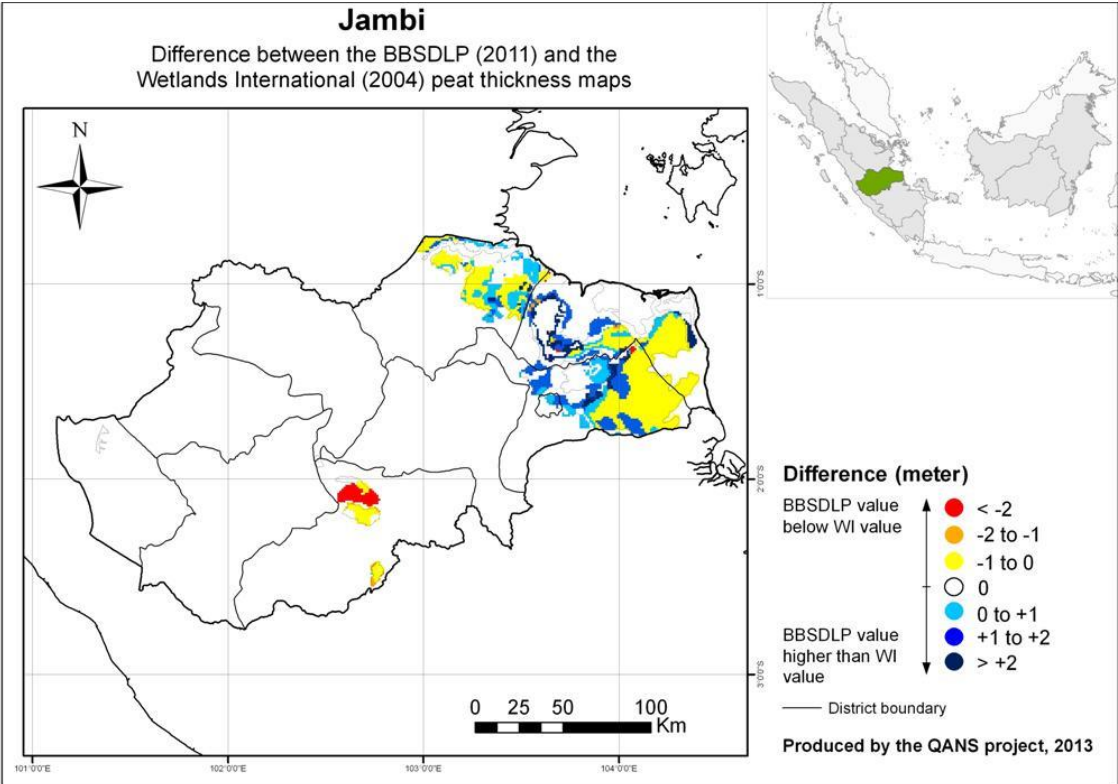 Jambi
Difference between the BBSDLP (2011) and the
Wetlands International (2004) peat thickness maps
N
1°0'0"S
2°0'0"S
3°0'0"S
101°0'0"E
102°0'0"E
103°0'0"E
104°0'0"E
0 25 50 100
Km
Difference (meter)
BBSDLP value
below WI value
< -2
-2 to -1
-1 to 0
0
0 to +1
+1 to +2
> +2
BBSDLP value
higher than WI
value
District boundary
Produced by the QANS project, 2013